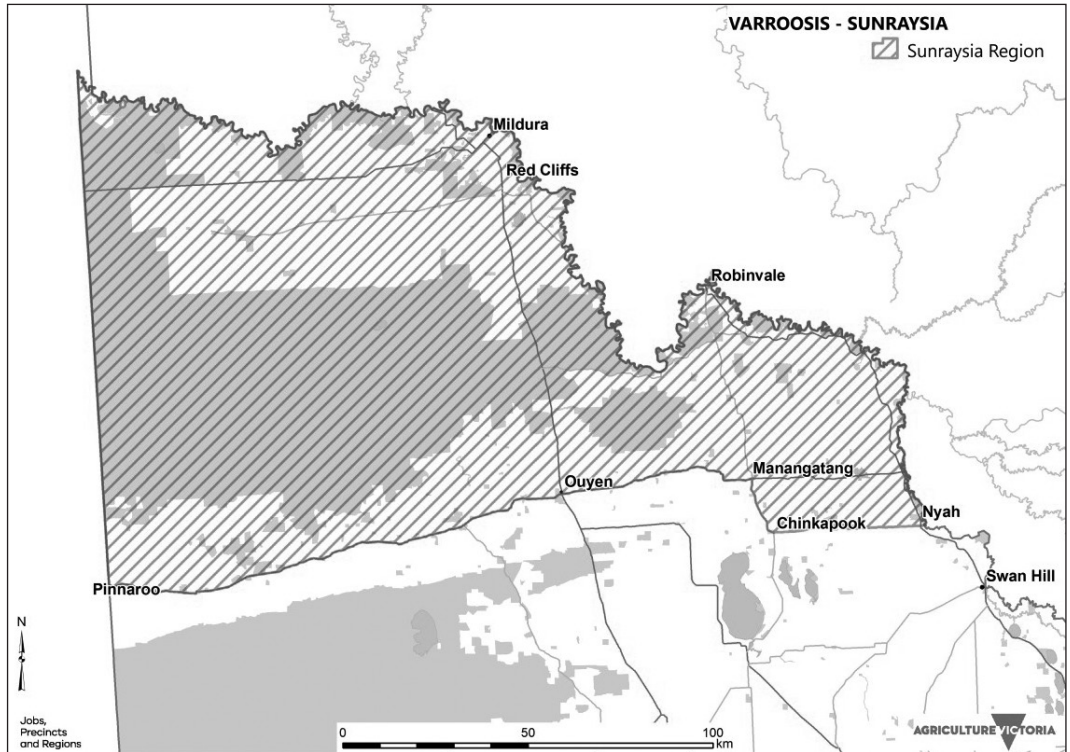 VARROOSIS - SUNRAYSIA
Sunraysia Region
Mildura
Red Cliffs
Robinvale
Manangatang
Ouyen
Chinkapook
Nyah
Pinnaroo
Swan Hill
N
Jobs,
Precincts
and Regions
0 50 100
km
AGRICULTURE VICTORIA